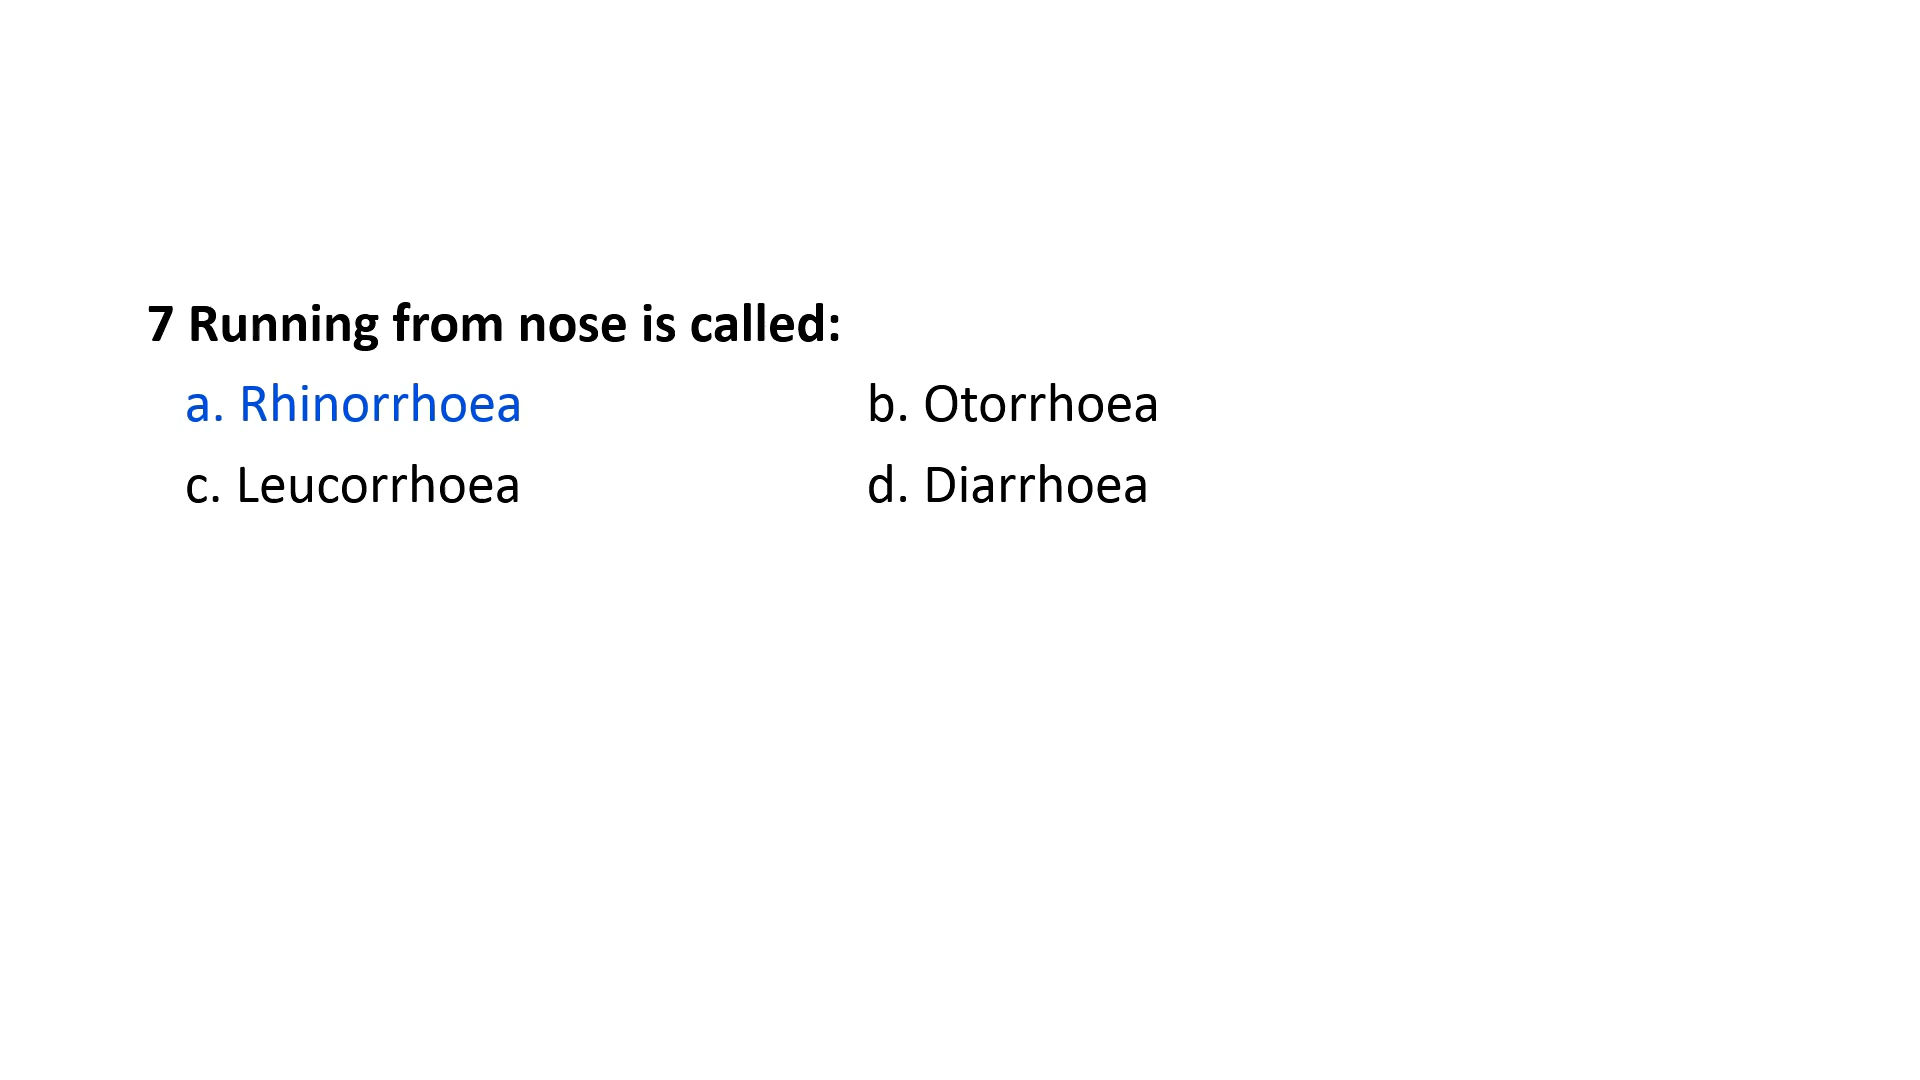 7 Running from nose is called:
a. Rhinorrhoea b. Otorrhoea
c. Leucorrhoea d. Diarrhoea